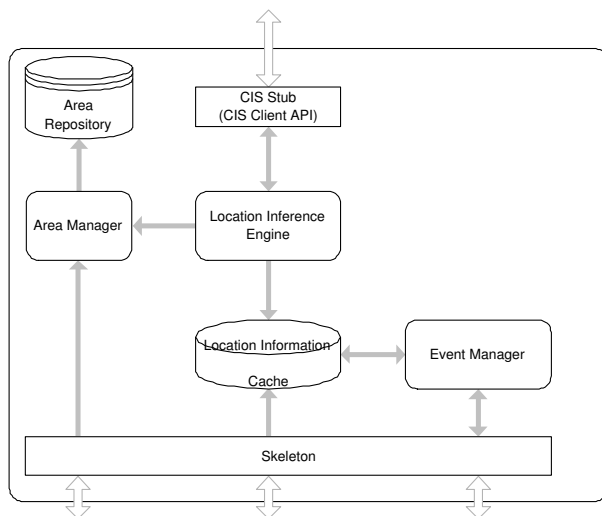 Area
Repository
CIS Stub
(CIS Client API)
Area Manager
Location Inference
Engine
Location Information
Cache
Event Manager
Skeleton